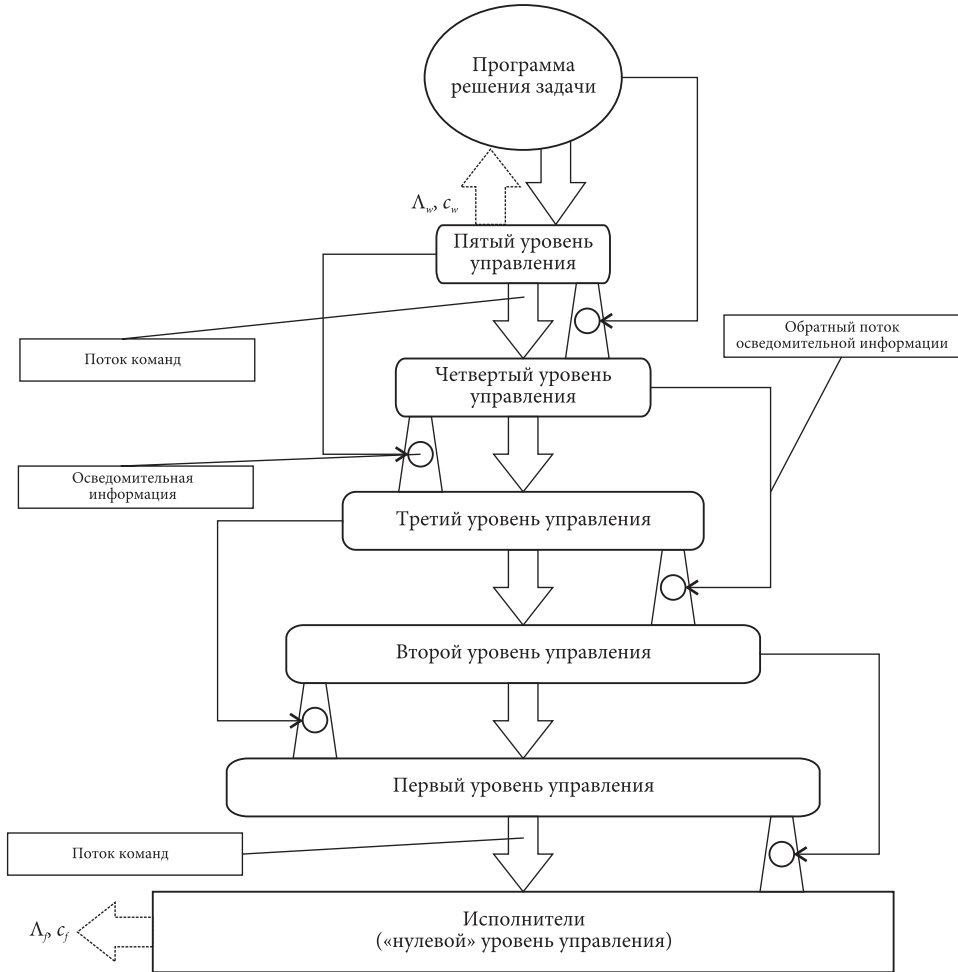 Программа
решения задачи
Λw, cw
Пятый уровень
управления
Поток команд
Обратный поток
осведомительной информации
Четвертый уровень
управления
Осведомительная
информация
Третий уровень управления
Второй уровень управления
Первый уровень управления
Поток команд
Исполнители
(«нулевой» уровень управления)
Λf, cf